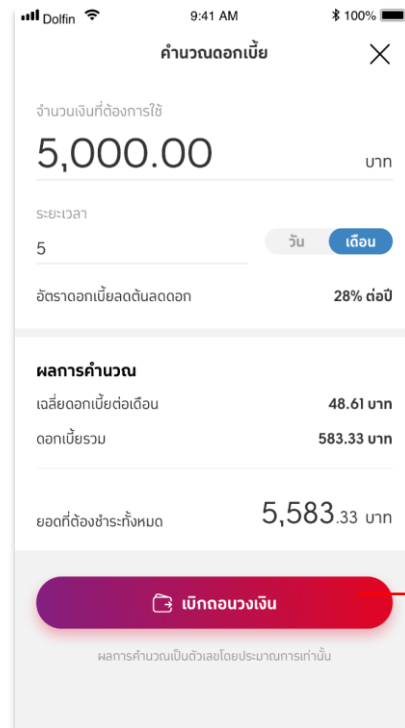 Dolfin 9:41 AM 100%
คำนวณดอกเบี้ย
จำนวนเงินที่ต้องการใช้
5,000.00 บาท
ระยะเวลา
5 วัน เดือน
อัตราดอกเบี้ยลดต้นลดดอก 28% ต่อปี
ผลการคำนวณ
เฉลี่ยดอกเบี้ยต่อเดือน 48.61 บาท
ดอกเบี้ยรวม 583.33 บาท
ยอดที่ต้องชำระทั้งหมด 5,583.33 บาท
เบิกถอนวงเงิน
ผลการคำนวณเป็นตัวเลขโดยประมาณการเท่านั้น